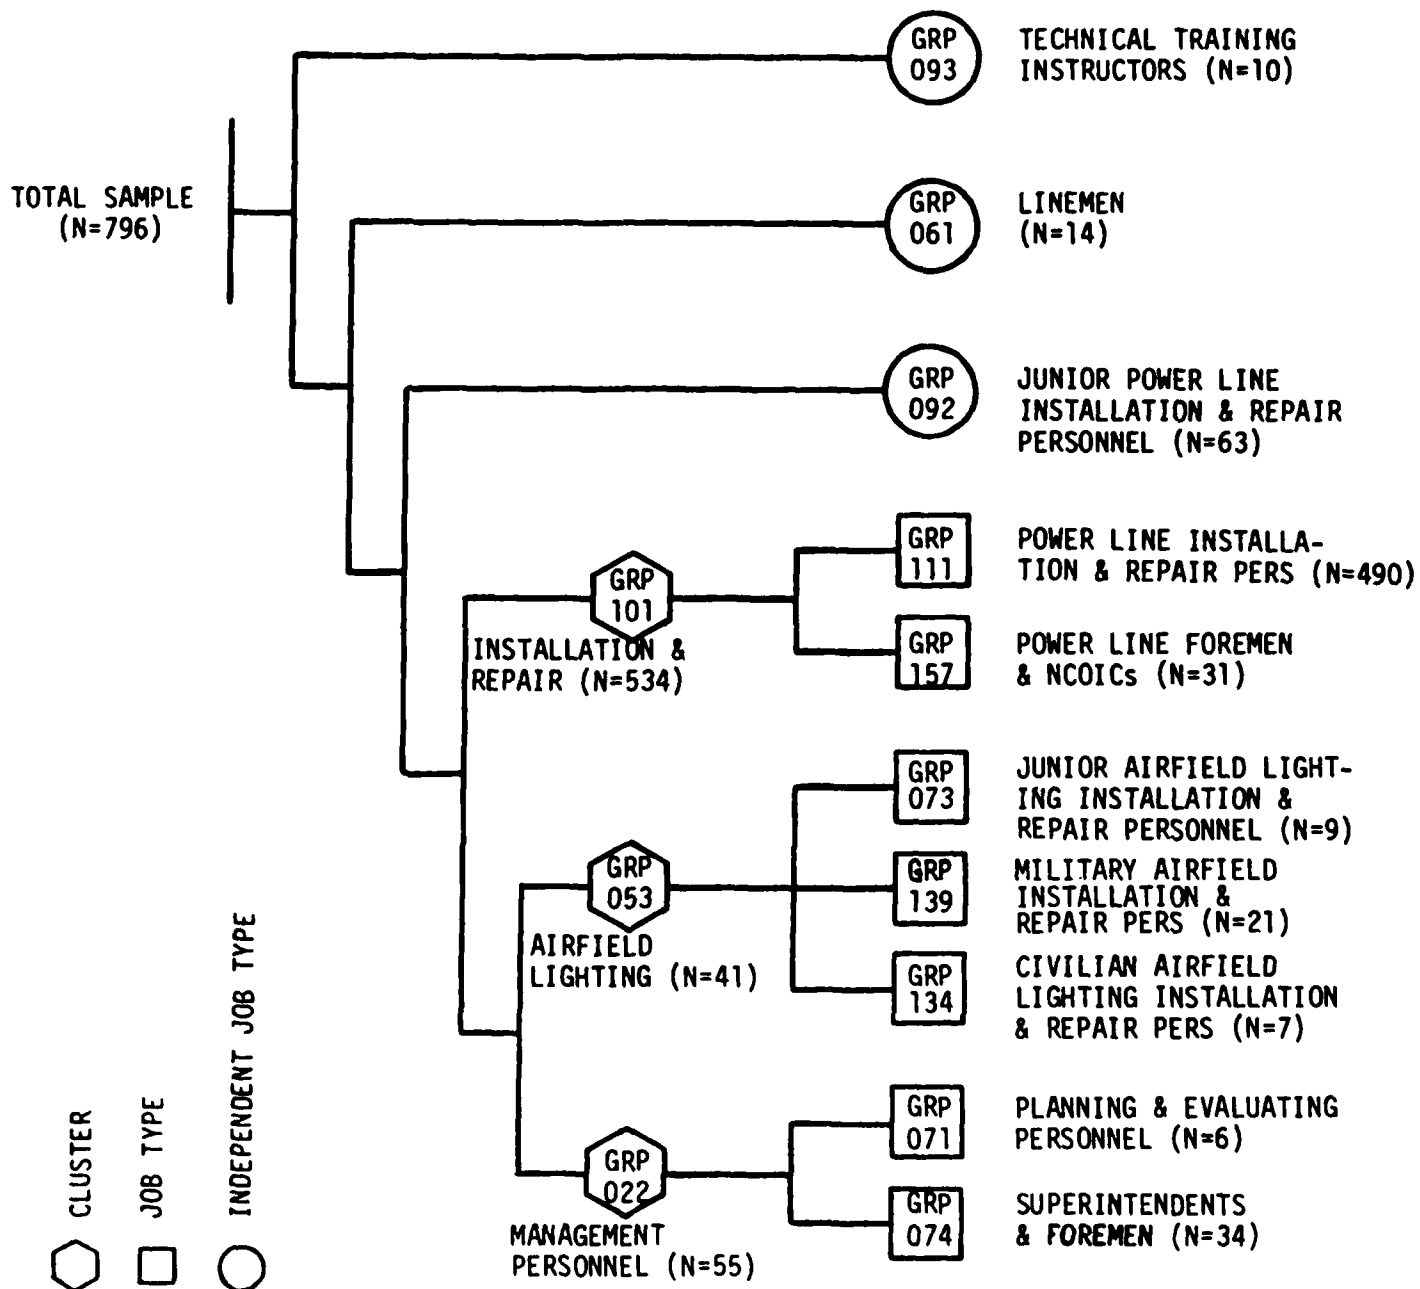 GRP
093
TECHNICAL TRAINING
INSTRUCTORS (N=10)
TOTAL SAMPLE
(N=796)
GRP
061
LINEMEN
(N=14)
GRP
092
JUNIOR POWER LINE
INSTALLATION & REPAIR
PERSONNEL (N=63)
GRP
101
INSTALLATION &
REPAIR (N=534)
GRP
111
POWER LINE INSTALLA-
TION & REPAIR PERS (N=490)
GRP
157
POWER LINE FOREMEN
& NCOICs (N=31)
GRP
053
AIRFIELD
LIGHTING (N=41)
GRP
073
JUNIOR AIRFIELD LIGHT-
ING INSTALLATION &
REPAIR PERSONNEL (N=9)
GRP
139
MILITARY AIRFIELD
INSTALLATION &
REPAIR PERS (N=21)
GRP
134
CIVILIAN AIRFIELD
LIGHTING INSTALLATION
& REPAIR PERS (N=7)
GRP
022
MANAGEMENT
PERSONNEL (N=55)
GRP
071
PLANNING & EVALUATING
PERSONNEL (N=6)
GRP
074
SUPERINTENDENTS
& FOREMEN (N=34)
CLUSTER
JOB TYPE
INDEPENDENT JOB TYPE